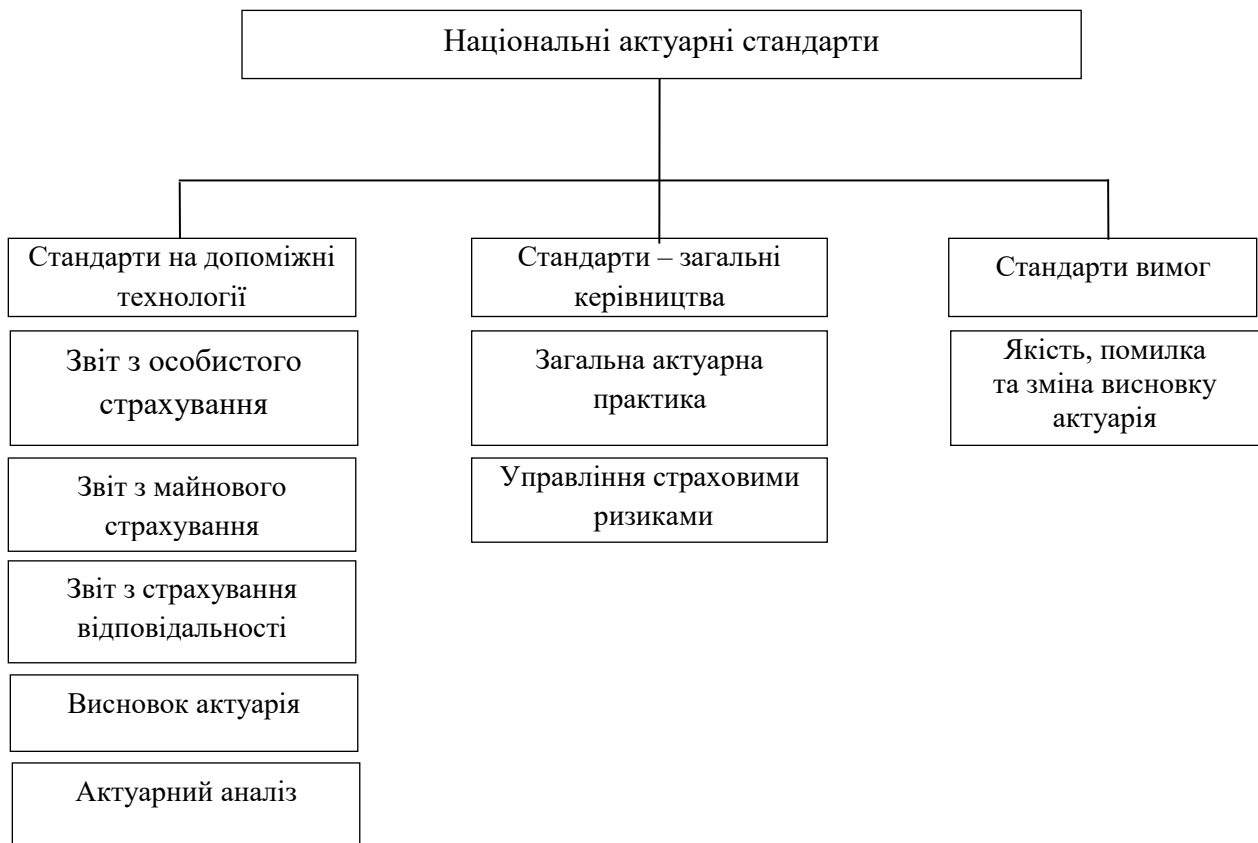 Національні актуарні стандарти
Стандарти на допоміжні
технології
Звіт з особистого
страхування
Звіт з майнового
страхування
Звіт з страхування
відповідальності
Висновок актуарія
Актуарний аналіз
Стандарти – загальні
керівництва
Загальна актуарна
практика
Управління страховими
ризиками
Стандарти вимог
Якість, помилка
та зміна висновку
актуарія